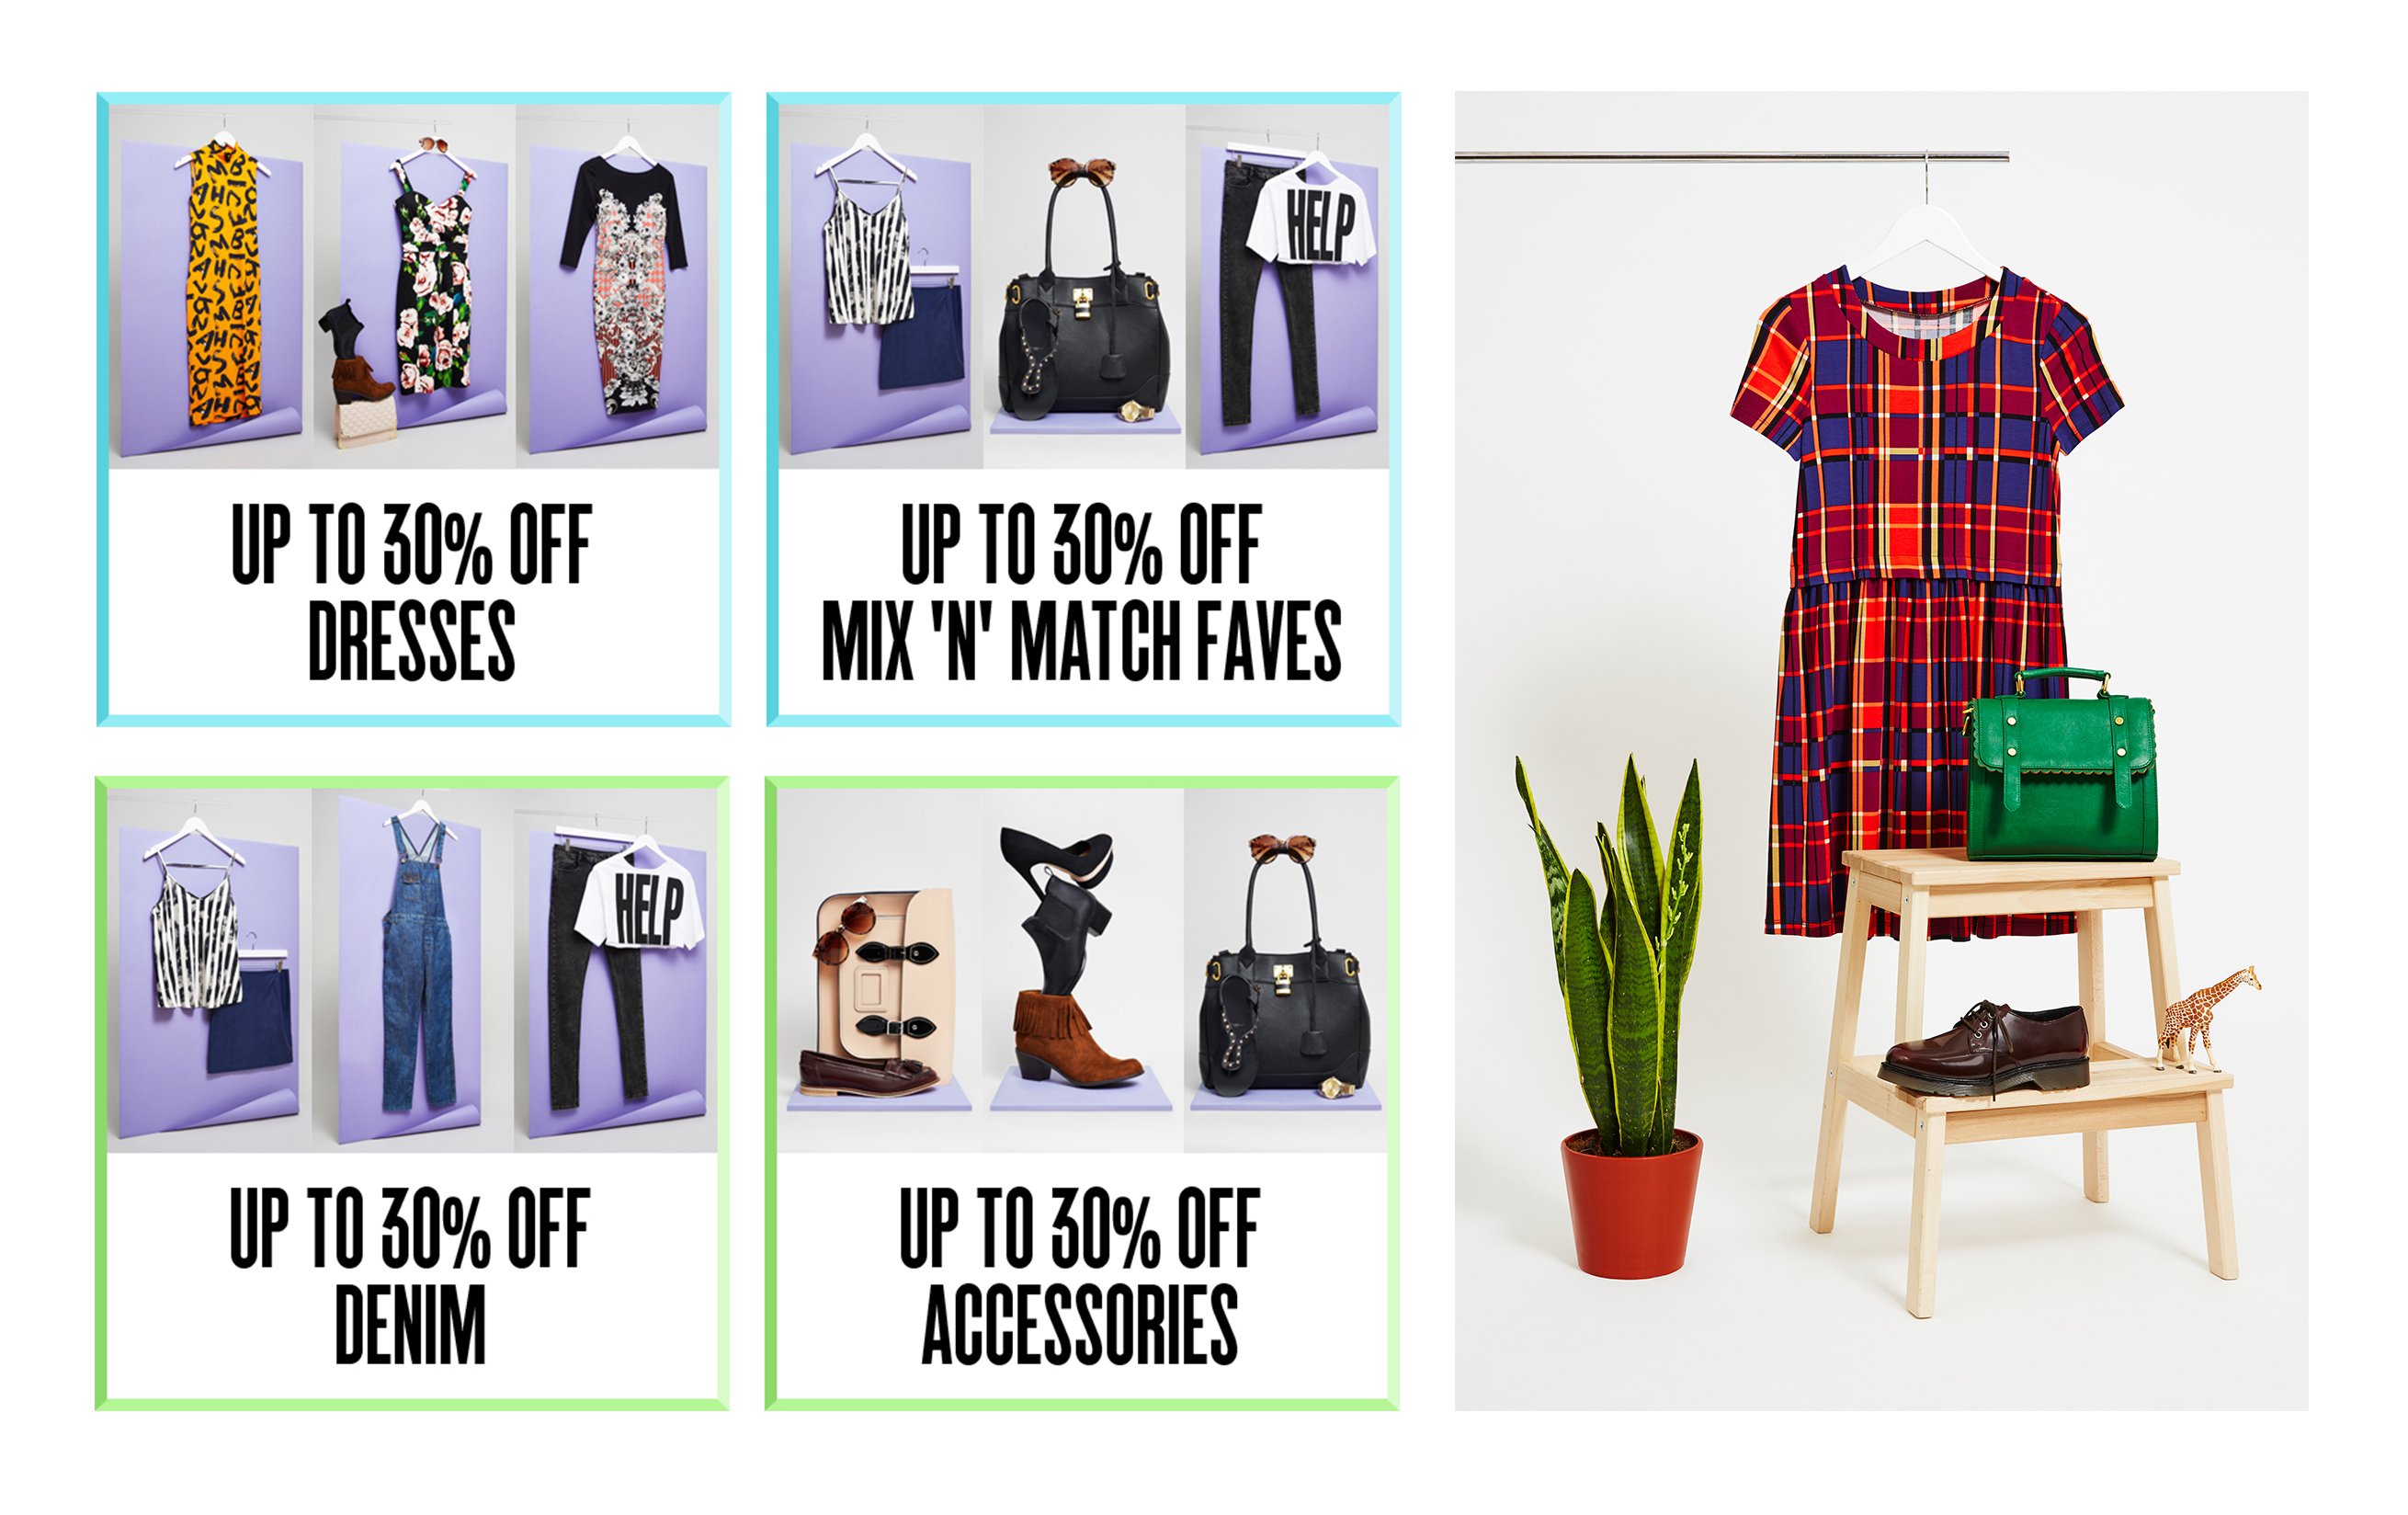 HELP
UP TO 30% OFF
DRESSES
UP TO 30% OFF
MIX 'N' MATCH FAVES
HELP
UP TO 30% OFF
DENIM
UP TO 30% OFF
ACCESSORIES